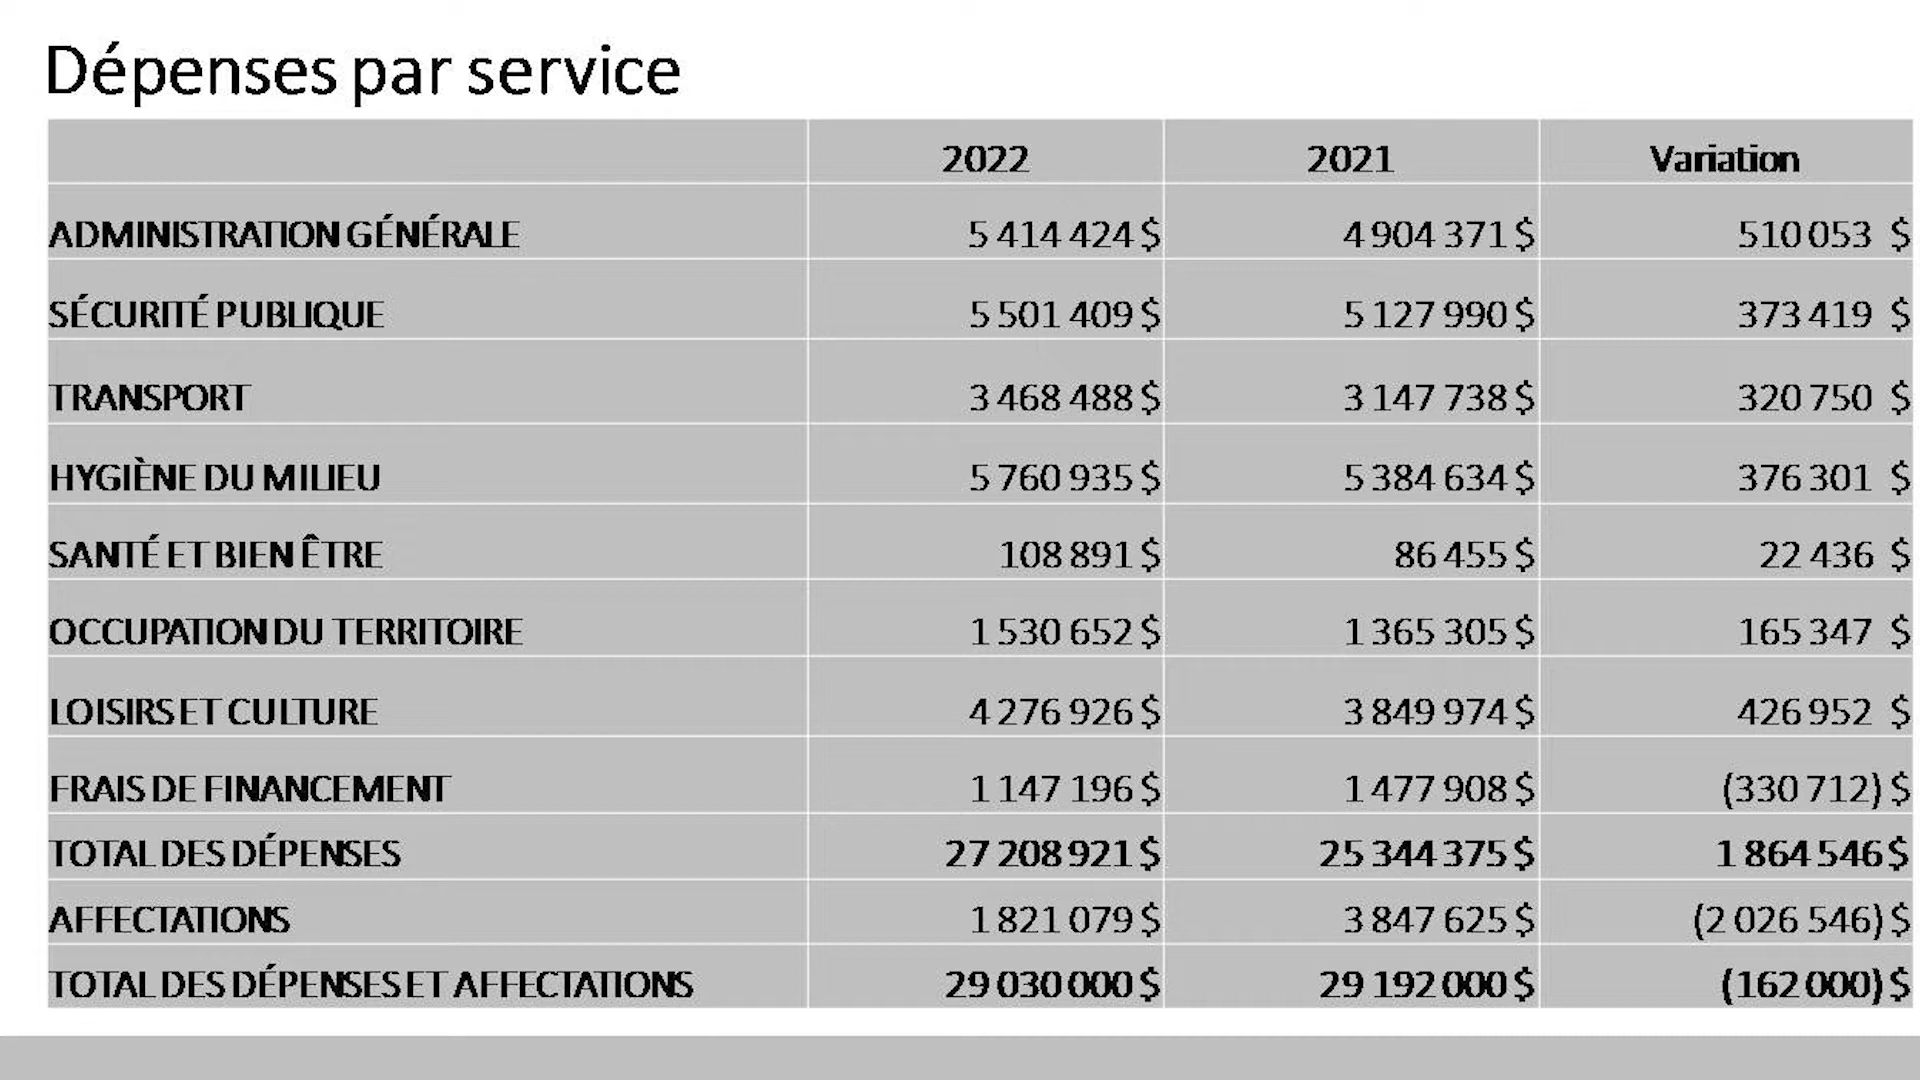 Dépenses par service
2022 2021 Variation
ADMINISTRATION GÉNÉRALE 5 414 424 $ 4 904 371 $ 510 053 $
SÉCURITÉ PUBLIQUE 5 501 409 $ 5 127 990 $ 373 419 $
TRANSPORT 3 468 488 $ 3 147 738 $ 320 750 $
HYGIÈNE DU MILIEU 5 760 935 $ 5 384 634 $ 376 301 $
SANTÉ ET BIEN ÊTRE 108 891 $ 86 455 $ 22 436 $
OCCUPATION DU TERRITOIRE 1 530 652 $ 1 365 305 $ 165 347 $
LOISIRS ET CULTURE 4 276 926 $ 3 849 974 $ 426 952 $
FRAIS DE FINANCEMENT 1 147 196 $ 1 477 908 $ (330 712) $
TOTAL DES DÉPENSES 27 208 921 $ 25 344 375 $ 1 864 546 $
AFFECTATIONS 1 821 079 $ 3 847 625 $ (2 026 546) $
TOTAL DES DÉPENSES ET AFFECTATIONS 29 030 000 $ 29 192 000 $ (162 000) $